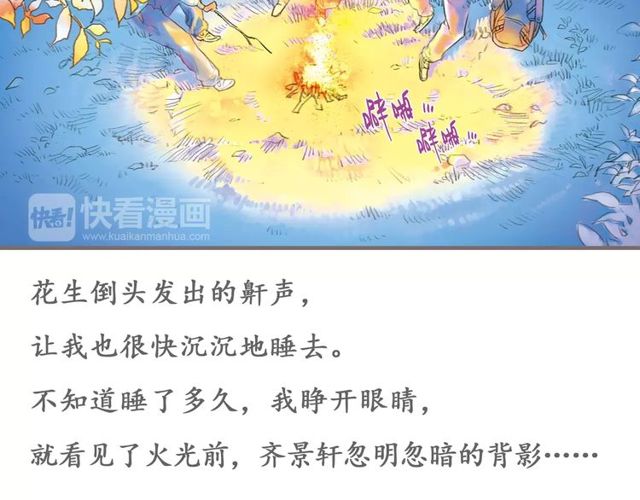 噼啪
噼啪
快看!
快看漫画
www.kuaikanmanhua.com
花生倒头发出的鼾声，
让我也很快沉沉地睡去。
不知道睡了多久，我睁开眼睛，
就看见了火光前，齐景轩忽明忽暗的背影……